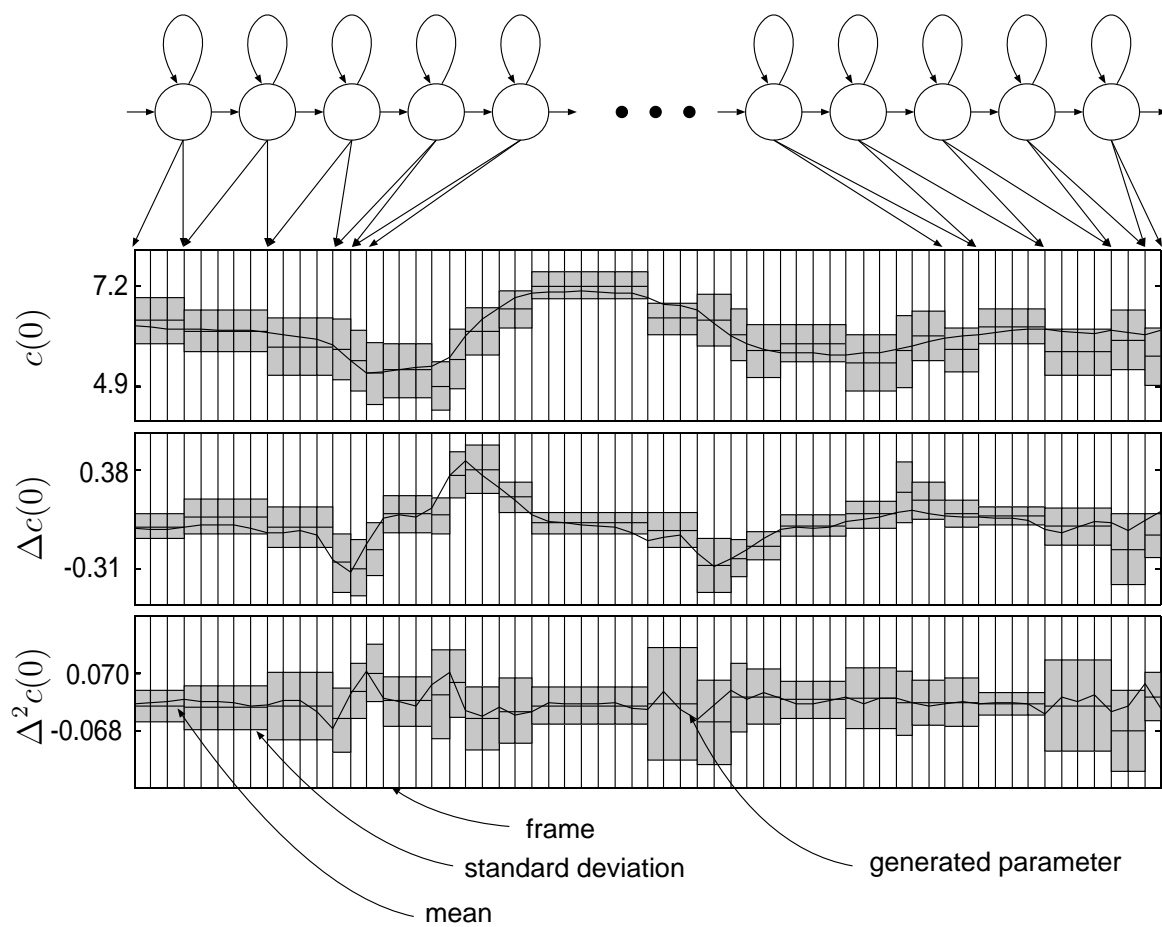 c(0)
7.2
4.9
Δc(0)
0.38
-0.31
Δ²c(0)
0.070
-0.068
frame
standard deviation
generated parameter
mean